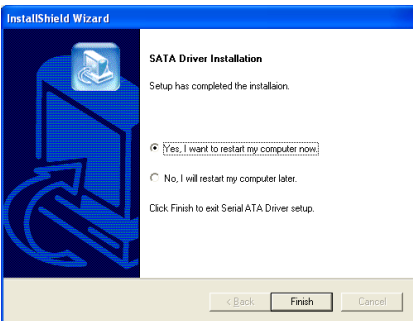 InstallShield Wizard
SATA Driver Installation
Setup has completed the installaion.
Yes, I want to restart my computer now.
No, I will restart my computer later.
Click Finish to exit Serial ATA Driver setup.
< Back Finish Cancel